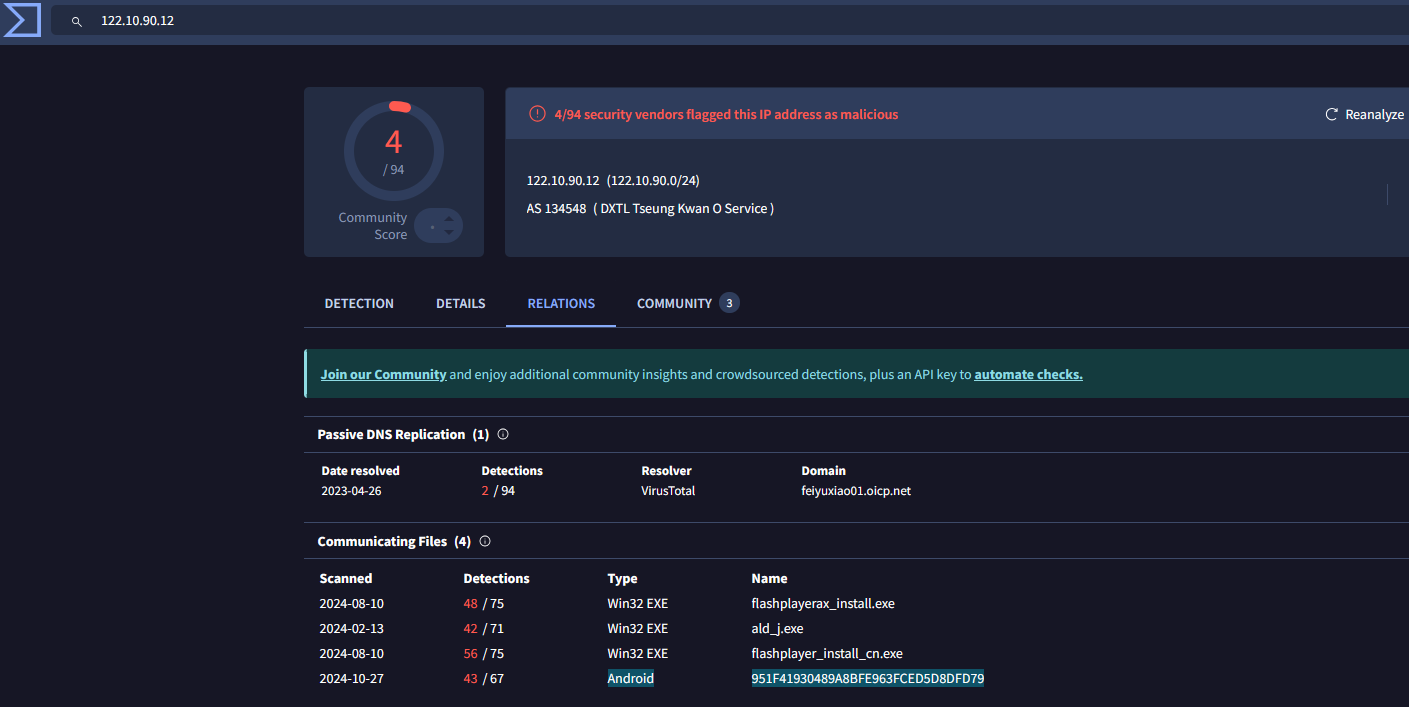 122.10.90.12
4
/ 94
Community
Score
4/94 security vendors flagged this IP address as malicious
Reanalyze
122.10.90.12 (122.10.90.0/24)
AS 134548 ( DXTL Tseung Kwan O Service )
DETECTION DETAILS RELATIONS COMMUNITY 3
Join our Community and enjoy additional community insights and crowdsourced detections, plus an API key to automate checks.
Passive DNS Replication (1)
Date resolved Detections Resolver Domain
2023-04-26 2 / 94 VirusTotal feiyuxiao01.oicp.net
Communicating Files (4)
Scanned Detections Type Name
2024-08-10 48 / 75 Win32 EXE flashplayerax_install.exe
2024-02-13 42 / 71 Win32 EXE ald_j.exe
2024-08-10 56 / 75 Win32 EXE flashplayer_install_cn.exe
2024-10-27 43 / 67 Android 951F41930489A8BFE963FCED5D8DFD79